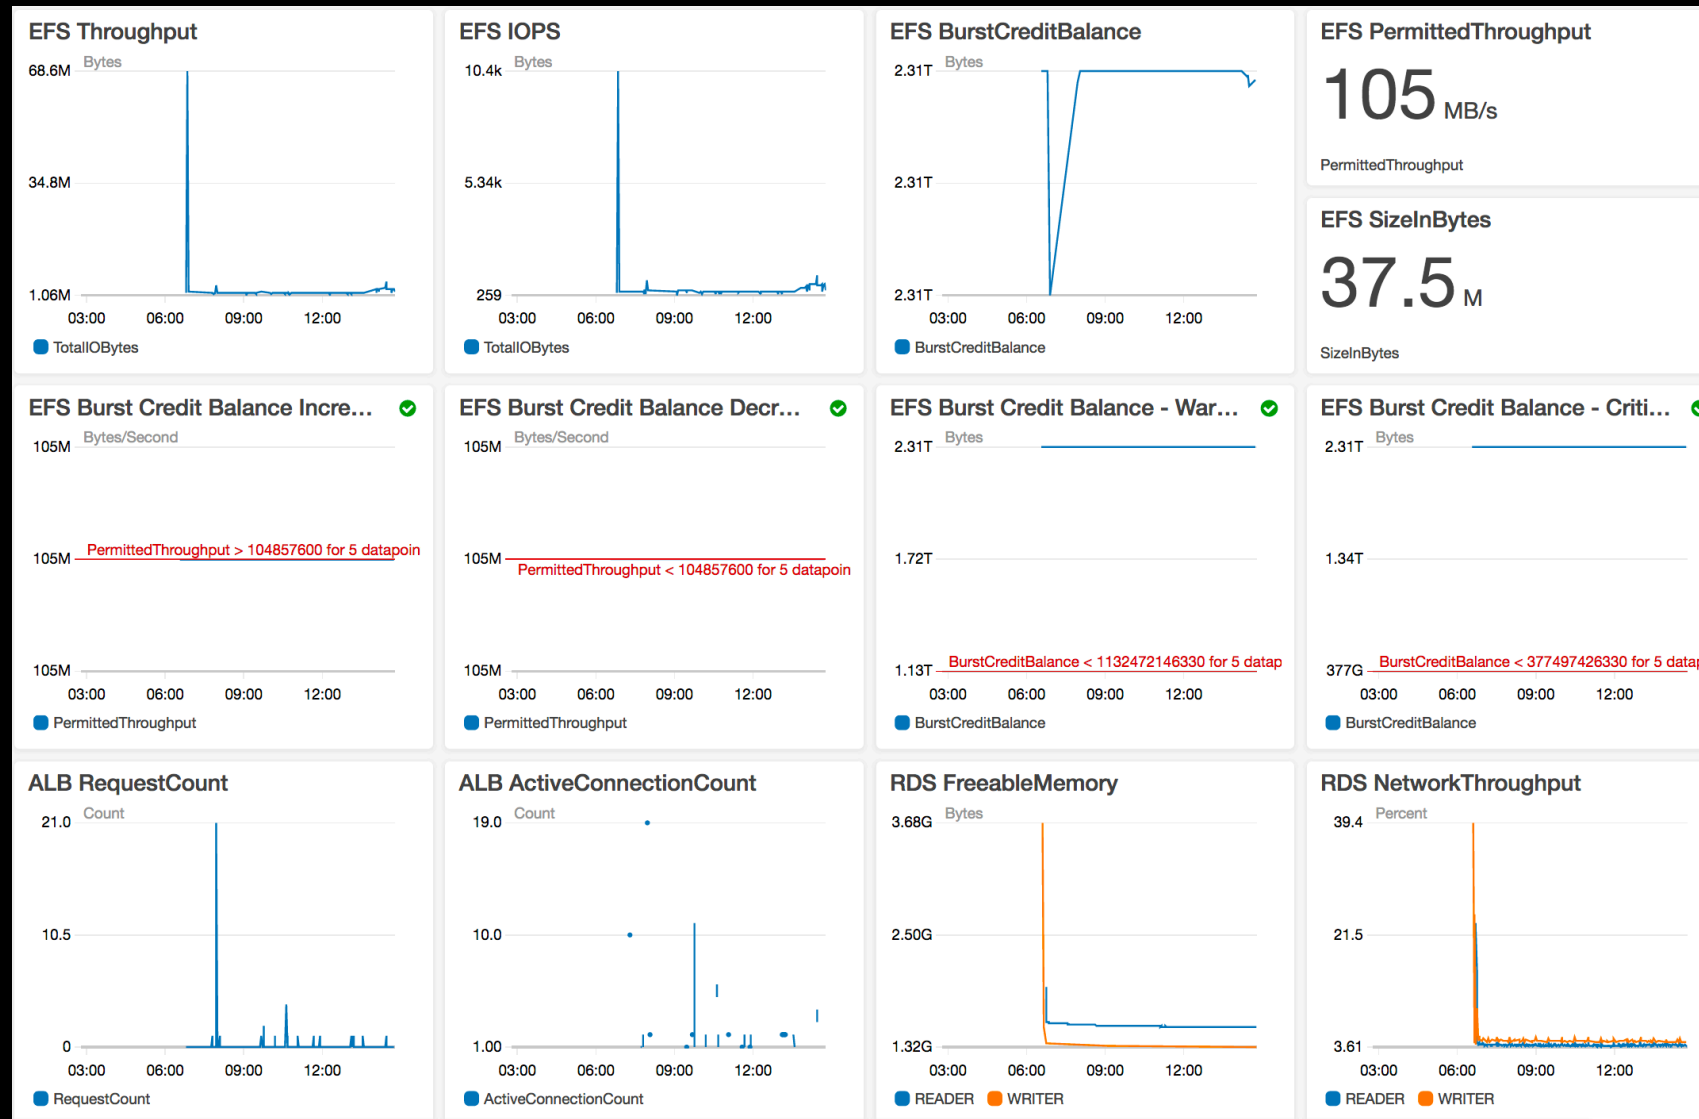 EFS Throughput
Bytes
68.6M
34.8M
1.06M
03:00 06:00 09:00 12:00
TotalIOBytes
EFS IOPS
Bytes
10.4k
5.34k
259
03:00 06:00 09:00 12:00
TotalIOBytes
EFS BurstCreditBalance
Bytes
2.31T
2.31T
2.31T
03:00 06:00 09:00 12:00
BurstCreditBalance
EFS PermittedThroughput
105 MB/s
PermittedThroughput
EFS SizeInBytes
37.5 M
SizeInBytes
EFS Burst Credit Balance Incre...
Bytes/Second
105M
PermittedThroughput > 104857600 for 5 datapoin
105M
105M
03:00 06:00 09:00 12:00
PermittedThroughput
EFS Burst Credit Balance Decr...
Bytes/Second
105M
105M
PermittedThroughput < 104857600 for 5 datapoin
105M
03:00 06:00 09:00 12:00
PermittedThroughput
EFS Burst Credit Balance - War...
Bytes
2.31T
1.72T
BurstCreditBalance < 1132472146330 for 5 datap
1.13T
03:00 06:00 09:00 12:00
BurstCreditBalance
EFS Burst Credit Balance - Criti...
Bytes
2.31T
1.34T
BurstCreditBalance < 377497426330 for 5 datap
377G
03:00 06:00 09:00 12:00
BurstCreditBalance
ALB RequestCount
Count
21.0
10.5
0
03:00 06:00 09:00 12:00
RequestCount
ALB ActiveConnectionCount
Count
19.0
10.0
1.00
03:00 06:00 09:00 12:00
ActiveConnectionCount
RDS FreeableMemory
Bytes
3.68G
2.50G
1.32G
03:00 06:00 09:00 12:00
READER WRITER
RDS NetworkThroughput
Percent
39.4
21.5
3.61
03:00 06:00 09:00 12:00
READER WRITER